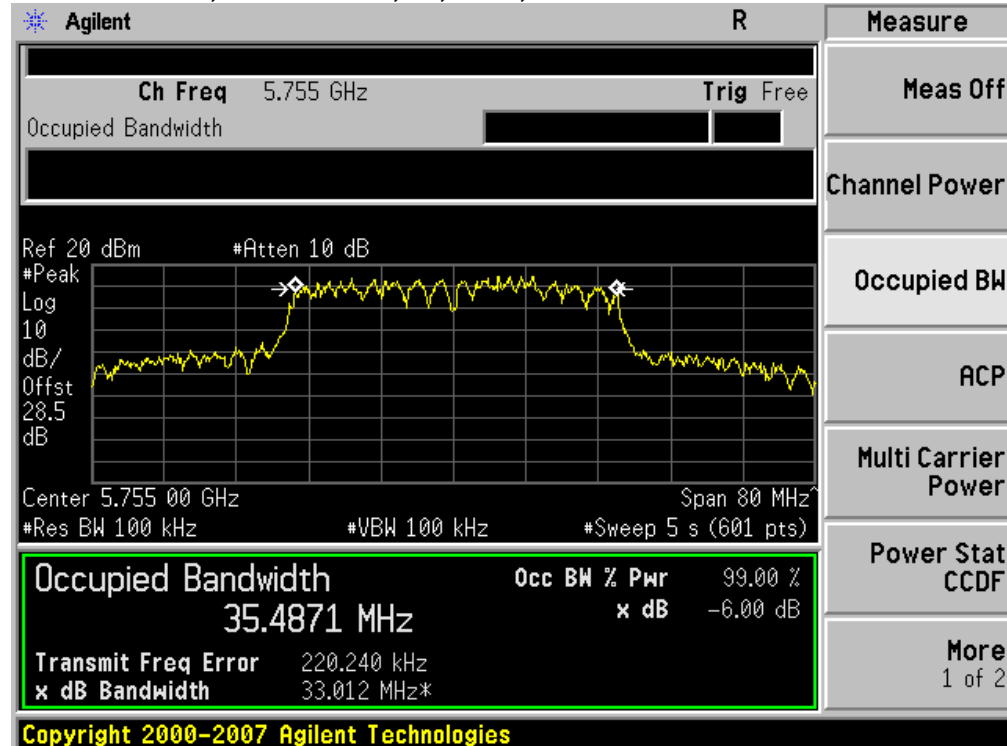 Agilent R Measure
Ch Freq 5.755 GHz Trig Free
Meas Off
Occupied Bandwidth
Channel Power
Ref 20 dBm #Atten 10 dB
#Peak
Log
10
dB/
Offst
28.5
dB
Occupied BW
ACP
Multi Carrier
Power
Center 5.755 00 GHz Span 80 MHz^
#Res BW 100 kHz #VBW 100 kHz #Sweep 5 s (601 pts)
Power Stat
CCDF
Occupied Bandwidth Occ BW % Pwr 99.00 %
35.4871 MHz x dB -6.00 dB
Transmit Freq Error 220.240 kHz
x dB Bandwidth 33.012 MHz*
More
1 of 2
Copyright 2000-2007 Agilent Technologies